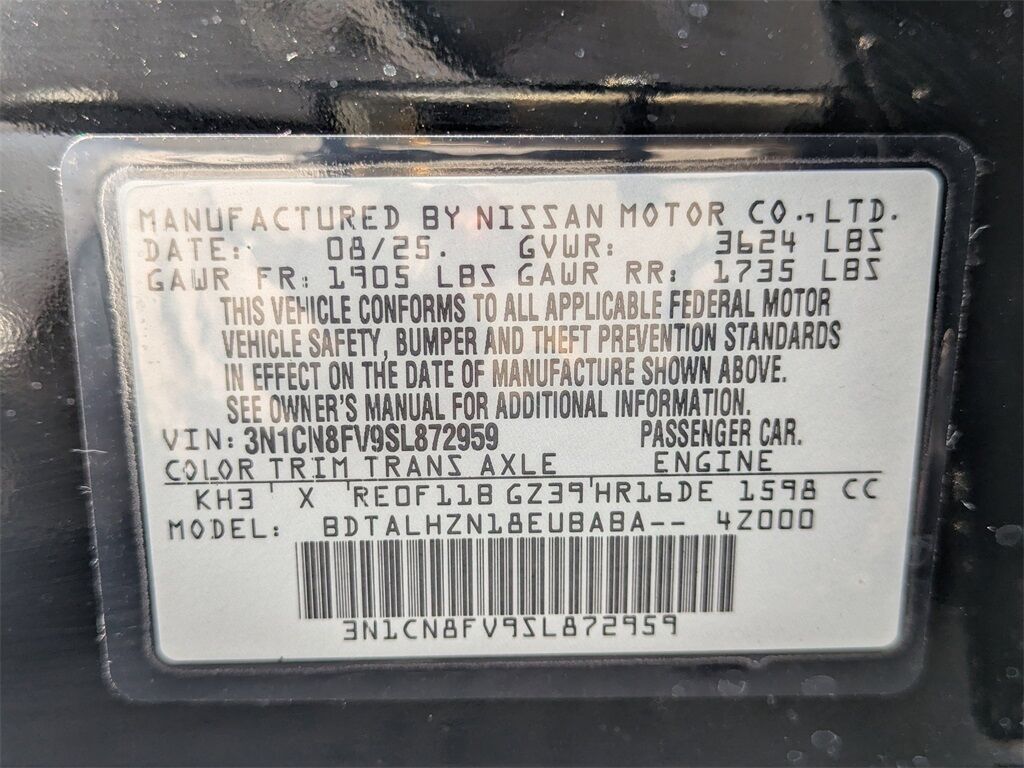 MANUFACTURED BY NISSAN MOTOR CO., LTD.
DATE: 08/25. GVWR: 3624 LBS
GAWR FR: 1905 LBS GAWR RR: 1735 LBS
THIS VEHICLE CONFORMS TO ALL APPLICABLE FEDERAL MOTOR
VEHICLE SAFETY, BUMPER AND THEFT PREVENTION STANDARDS
IN EFFECT ON THE DATE OF MANUFACTURE SHOWN ABOVE.
SEE OWNER'S MANUAL FOR ADDITIONAL INFORMATION.
VIN: 3N1CN8FV9SL872959 PASSENGER CAR.
COLOR TRIM TRANS AXLE ENGINE
KH3 ' X ' RE0F11B GZ39 ' HR16DE 1598 CC
MODEL: BDTALHZN18EUBABA-- 4Z000
3N1CN8FV9SL872959